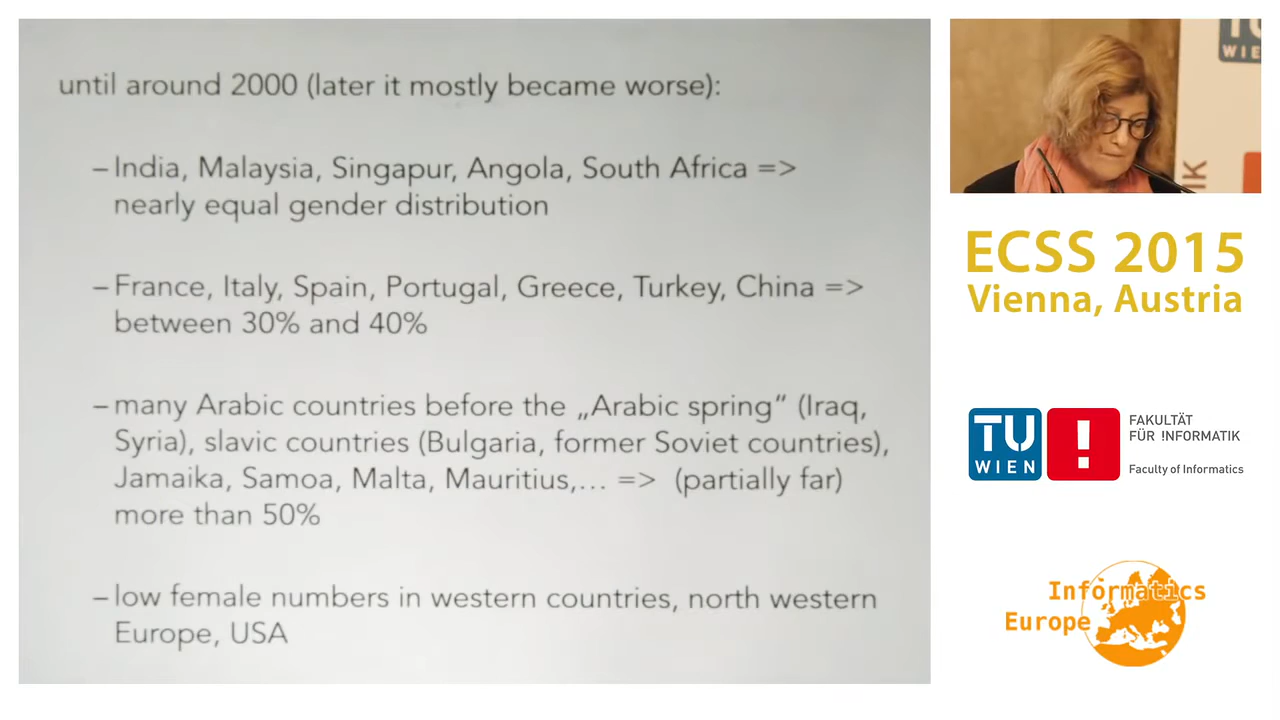 until around 2000 (later it mostly became worse):
– India, Malaysia, Singapur, Angola, South Africa =>
nearly equal gender distribution
– France, Italy, Spain, Portugal, Greece, Turkey, China =>
between 30% and 40%
– many Arabic countries before the „Arabic spring“ (Iraq,
Syria), slavic countries (Bulgaria, former Soviet countries),
Jamaika, Samoa, Malta, Mauritius,… => (partially far)
more than 50%
– low female numbers in western countries, north western
Europe, USA
TU
WIE
IK
ECSS 2015
Vienna, Austria
TU
WIEN
!
FAKULTÄT
FÜR !NFORMATIK
Faculty of Informatics
Informatics
Europe